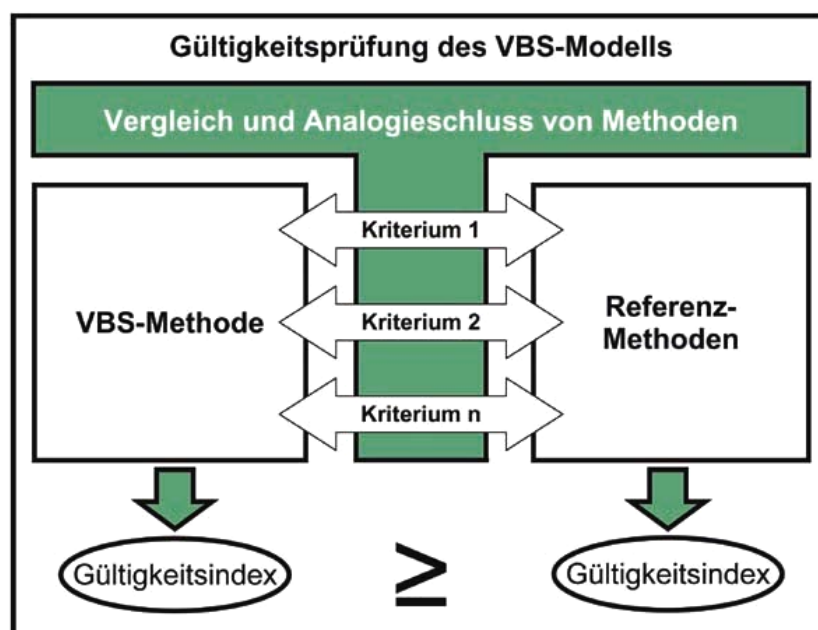 Gültigkeitsprüfung des VBS-Modells
Vergleich und Analogieschluss von Methoden
Kriterium 1
VBS-Methode
Kriterium 2
Referenz-
Methoden
Kriterium n
Gültigkeitsindex
≥
Gültigkeitsindex